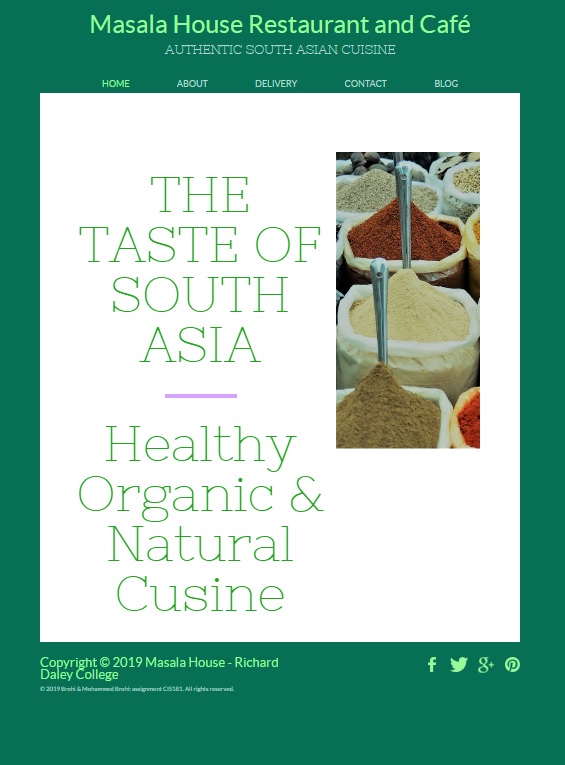 Masala House Restaurant and Café
AUTHENTIC SOUTH ASIAN CUISINE
HOME ABOUT DELIVERY CONTACT BLOG
THE
TASTE OF
SOUTH
ASIA
Healthy
Organic &
Natural
Cusine
Copyright © 2019 Masala House - Richard
Daley College
© 2019 Brohi & Mohammed Brohi: assignment CIS181. All rights reserved.